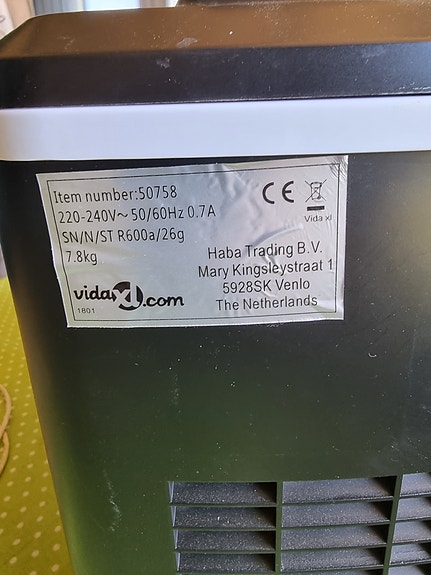 Item number:50758
220-240V~ 50/60Hz 0.7A
SN/N/ST R600a/26g
7.8kg
CE
Vida xl
Haba Trading B.V.
Mary Kingsleystraat 1
5928SK Venlo
The Netherlands
vidaXL.com
1801